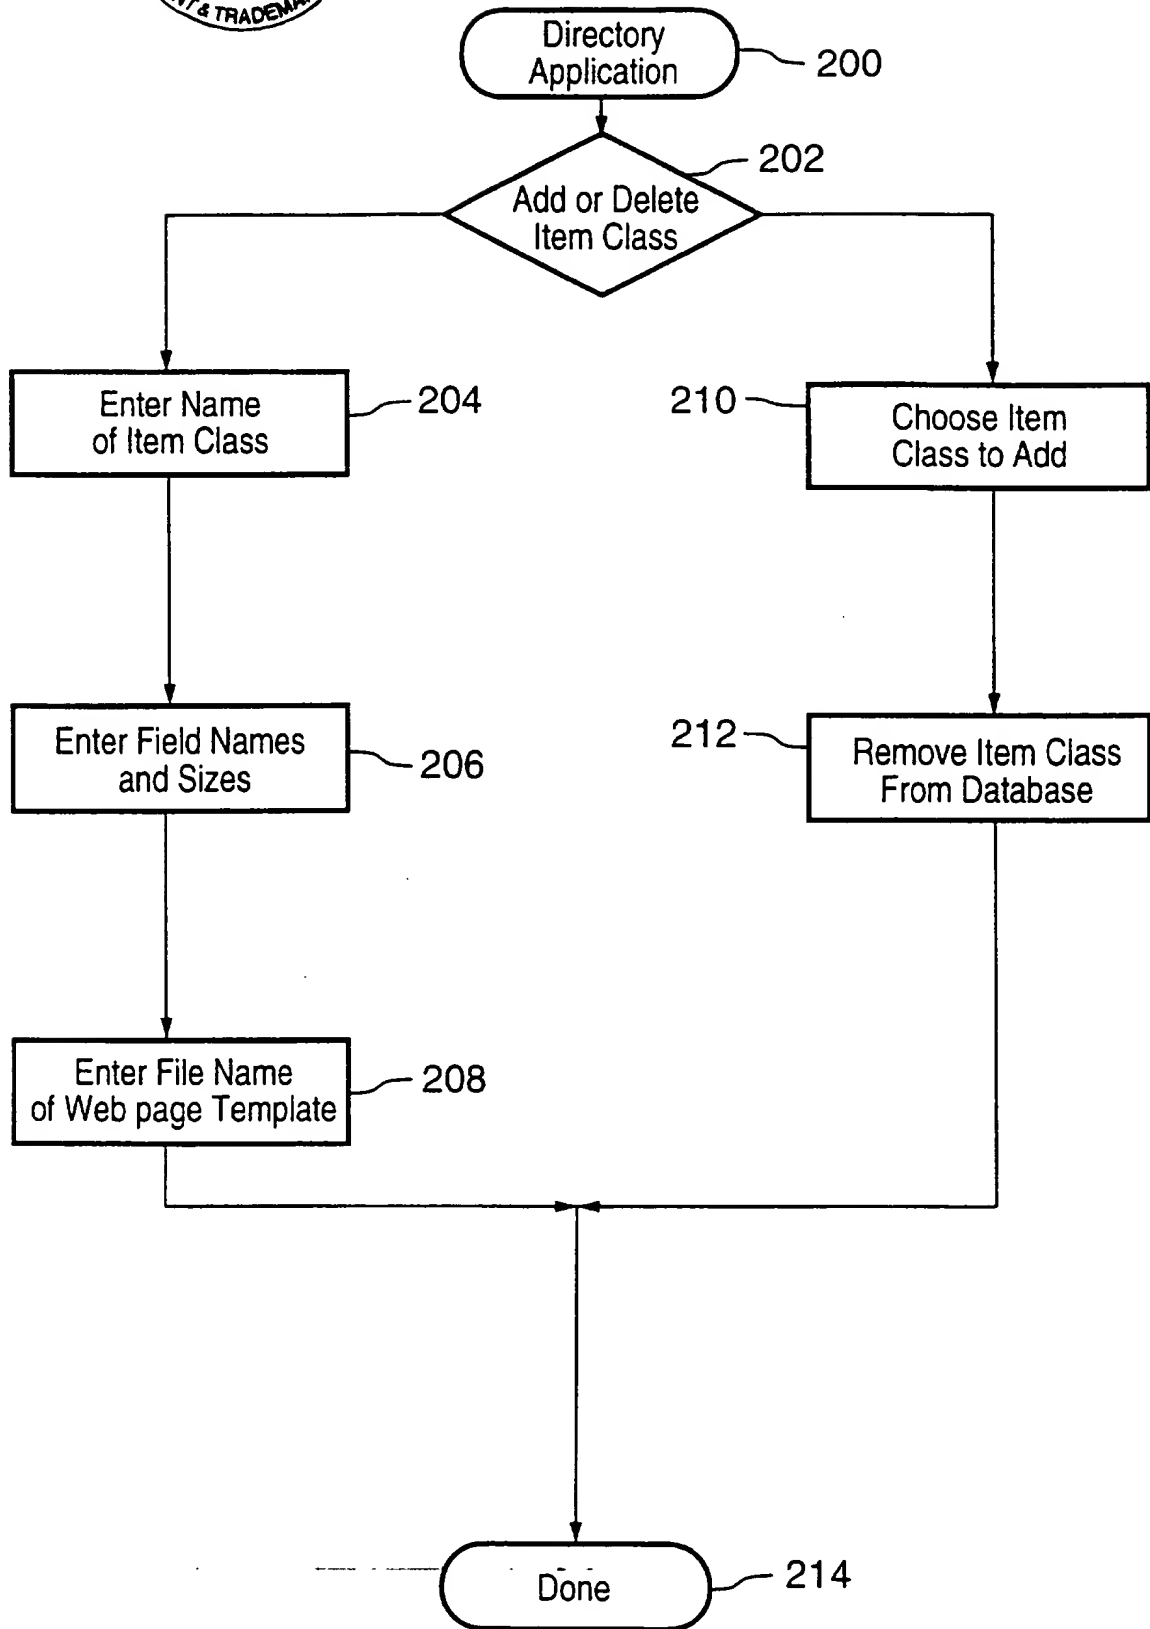 & TRADEMA
Directory
Application
200
202
Add or Delete
Item Class
Enter Name
of Item Class
204
210
Choose Item
Class to Add
Enter Field Names
and Sizes
206
212
Remove Item Class
From Database
Enter File Name
of Web page Template
208
Done
214